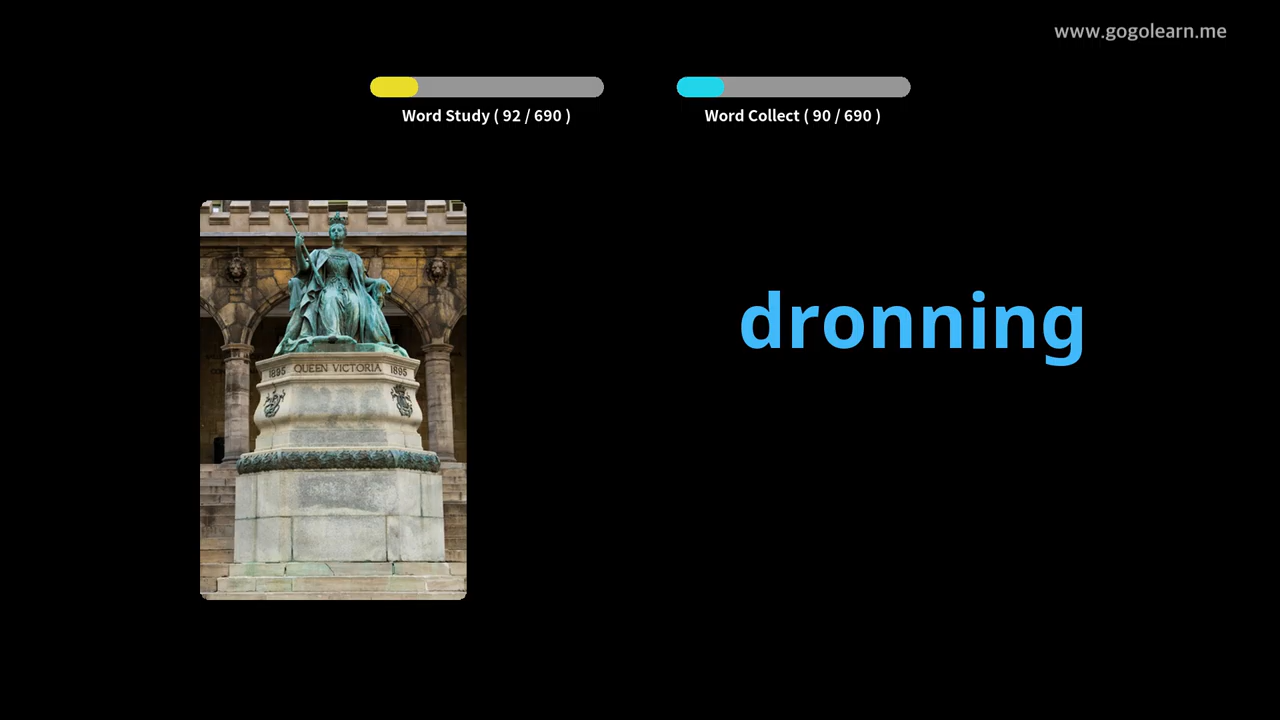 www.gogolearn.me
Word Study ( 92 / 690 )
Word Collect ( 90 / 690 )
dronning
1895 QUEEN VICTORIA 1895